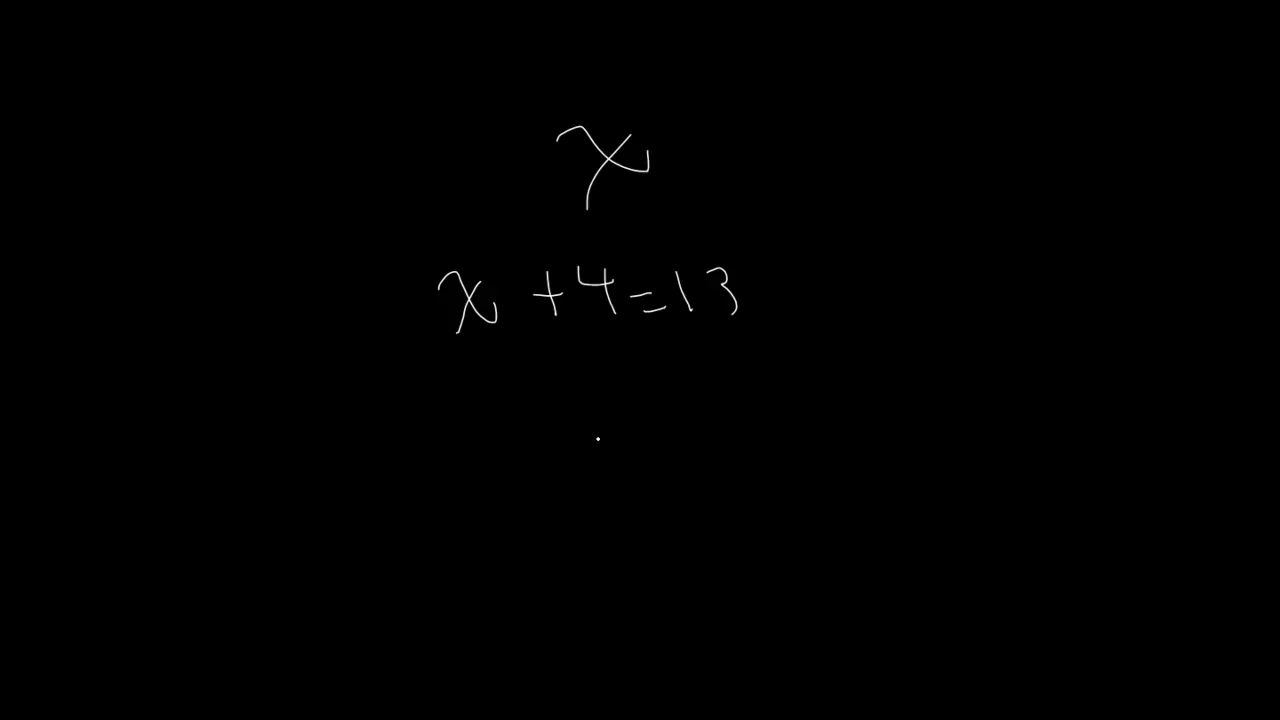 x
x + 4 = 13